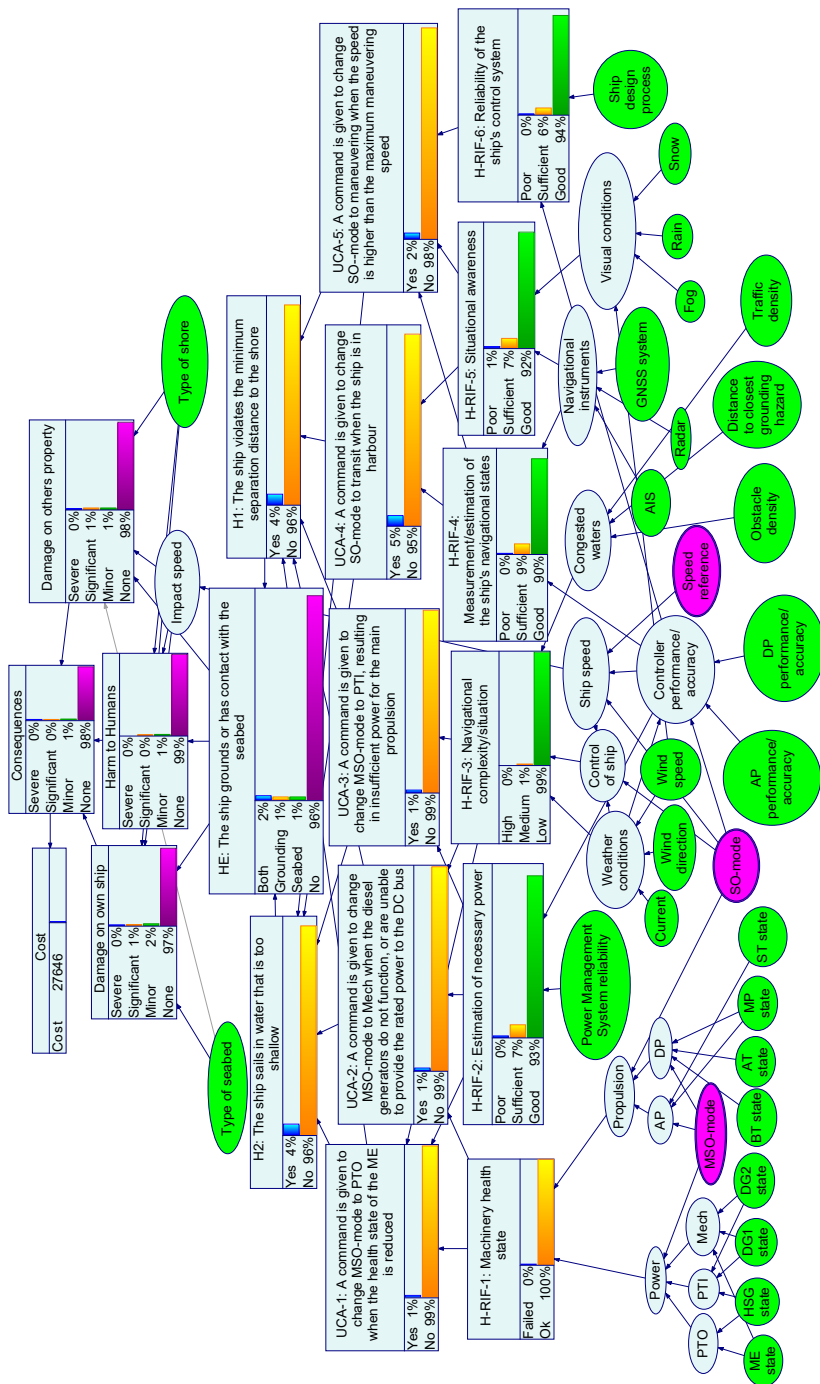 Cost
Cost 27646
Consequences
Severe 0%
Significant 0%
Minor 1%
None 98%
Damage on own ship
Severe 0%
Significant 1%
Minor 2%
None 97%
Harm to Humans
Severe 0%
Significant 0%
Minor 1%
None 99%
Damage on others property
Severe 0%
Significant 1%
Minor 1%
None 98%
Type of seabed
Impact speed
Type of shore
HE: The ship grounds or has contact with the
seabed
Both 2%
Grounding 1%
Seabed 1%
No 96%
H2: The ship sails in water that is too
shallow
Yes 4%
No 96%
H1: The ship violates the minimum
separation distance to the shore
Yes 4%
No 96%
UCA-1: A command is given to
change MSO-mode to PTO
when the health state of the ME
is reduced
Yes 1%
No 99%
UCA-2: A command is given to change
MSO-mode to Mech when the diesel
generators do not function, or are unable
to provide the rated power to the DC bus
Yes 1%
No 99%
UCA-3: A command is given to
change MSO-mode to PTI, resulting
in insufficient power for the main
propulsion
Yes 1%
No 99%
UCA-4: A command is given to change
SO-mode to transit when the ship is in
harbour
Yes 5%
No 95%
UCA-5: A command is given to change
SO--mode to maneuvering when the speed
is higher than the maximum maneuvering
speed
Yes 2%
No 98%
H-RIF-1: Machinery health
state
Failed 0%
Ok 100%
H-RIF-2: Estimation of necessary power
Poor 0%
Sufficient 7%
Good 93%
H-RIF-3: Navigational
complexity/situation
High 0%
Medium 1%
Low 99%
H-RIF-4:
Measurement/estimation of
the ship's navigational states
Poor 0%
Sufficient 9%
Good 90%
H-RIF-5: Situational awareness
Poor 1%
Sufficient 7%
Good 92%
H-RIF-6: Reliability of the
ship's control system
Poor 0%
Sufficient 6%
Good 94%
Power Management
System reliability
Ship
design
process
Power
Propulsion
Weather
conditions
Control
of ship
Ship speed
Congested
waters
Navigational
instruments
Visual conditions
PTO
PTI
Mech
AP
DP
Current
Wind
direction
Wind
speed
Controller
performance/
accuracy
Speed
reference
AIS
Radar
GNSS system
Fog
Rain
Snow
ME
state
HSG
state
DG1
state
DG2
state
MSO-mode
BT state
AT
state
MP
state
ST state
SO-mode
AP
performance/
accuracy
DP
performance/
accuracy
Obstacle
density
Distance
to closest
grounding
hazard
Traffic
density